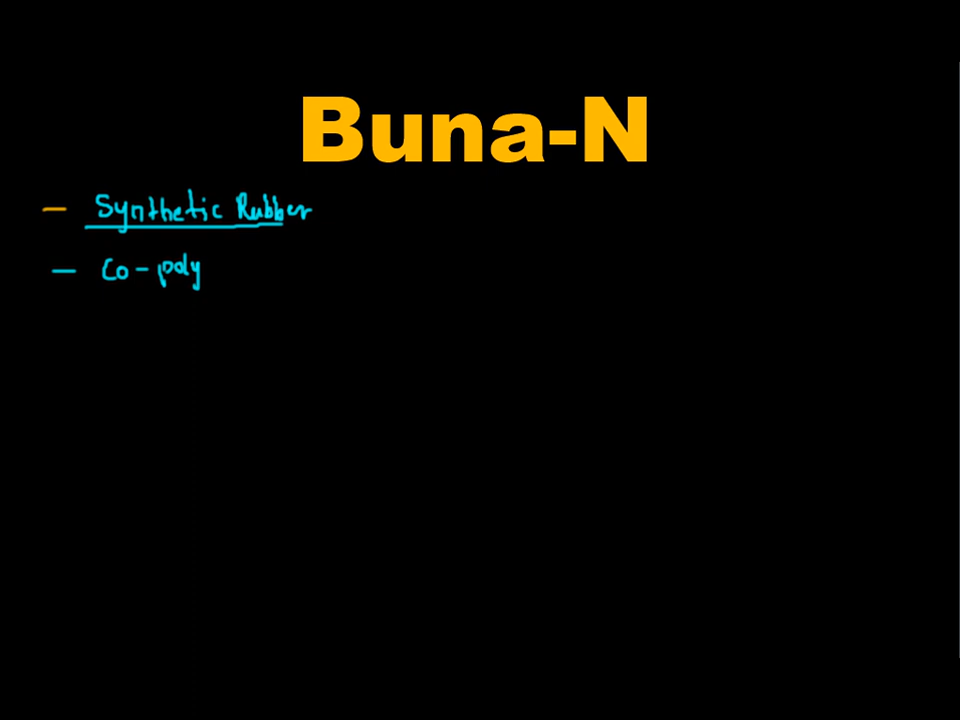 Buna-N
– Synthetic Rubber
– Co-poly